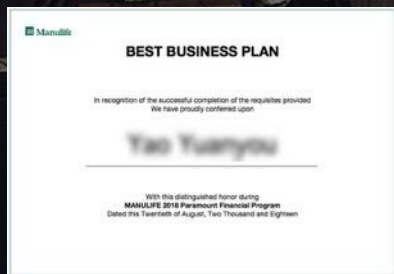 Manulife
BEST BUSINESS PLAN
In recognition of the successful completion of the requisites provided
We have proudly conferred upon
Yao Yuanyou
With this distinguished honor during
MANULIFE 2018 Paramount Financial Program
Dated this Twentieth of August, Two Thousand and Eighteen